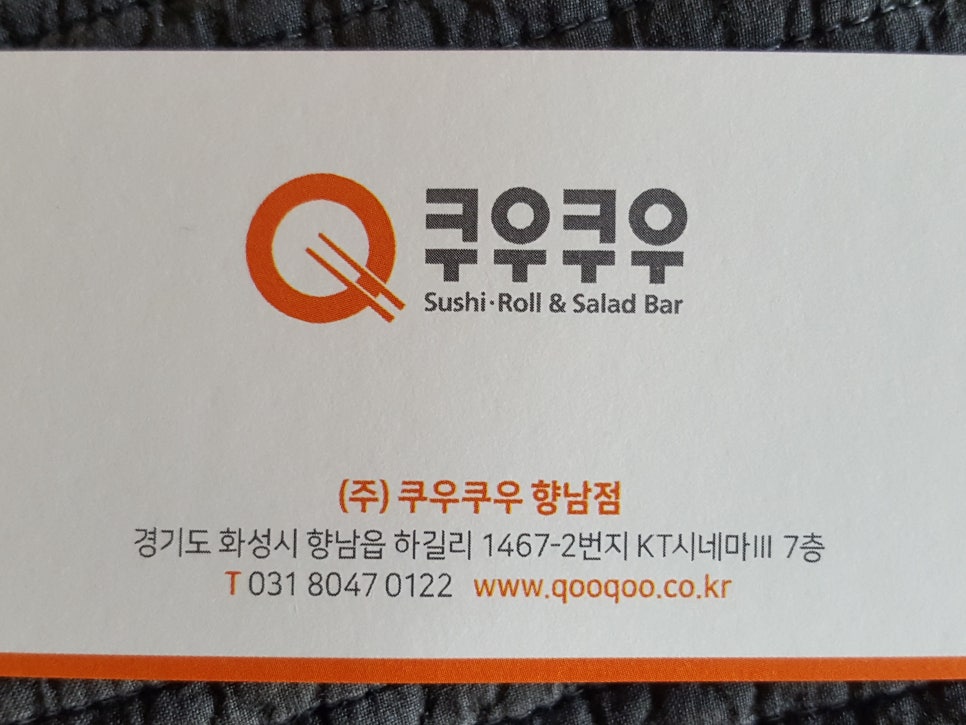 쿠우쿠우
Sushi·Roll & Salad Bar
(주) 쿠우쿠우 향남점
경기도 화성시 향남읍 하길리 1467-2번지 KT시네마III 7층
T 031 8047 0122 www.qooqoo.co.kr